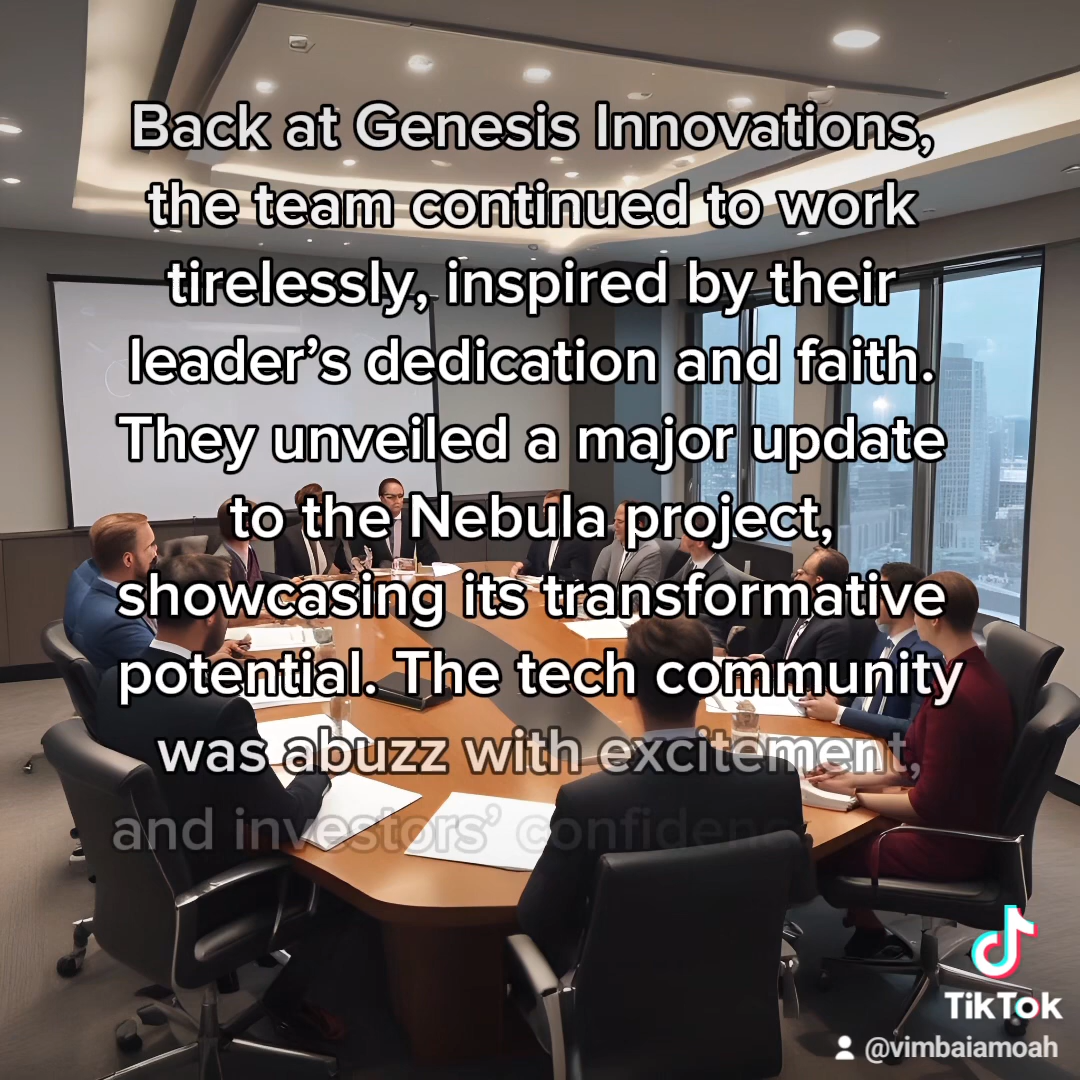 Back at Genesis Innovations,
the team continued to work
tirelessly, inspired by their
leader’s dedication and faith.
They unveiled a major update
to the Nebula project,
showcasing its transformative
potential. The tech community
was abuzz with excitement,
and investors’
TikTok
@vimbaiamoah